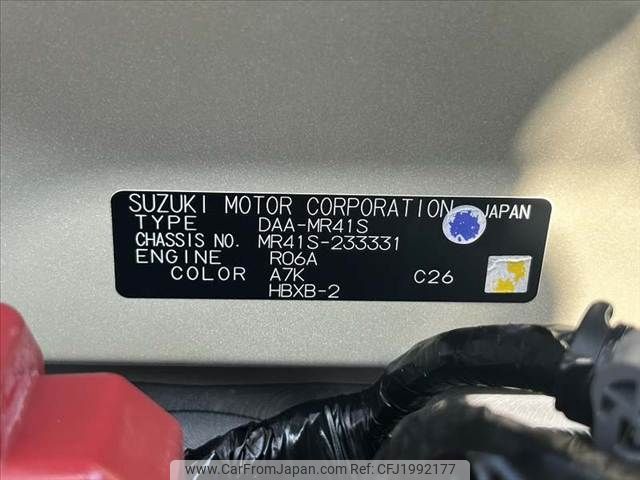 SUZUKI MOTOR CORPORATION JAPAN
TYPE DAA-MR41S
CHASSIS NO. MR41S-233331
ENGINE R06A
COLOR A7K C26
HBXB-2
www.CarFromJapan.com Ref No: CFJ1992177